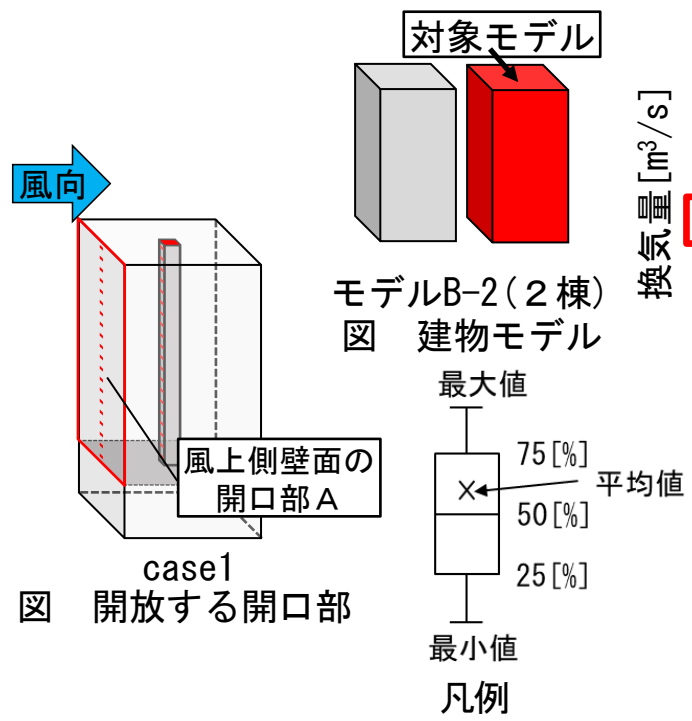 対象モデル
風向
換気量[m³/s]
モデルB-2(２棟)
図　建物モデル
最大値
75[%]
平均値
50[%]
25[%]
最小値
凡例
風上側壁面の
開口部Ａ
case1
図　開放する開口部